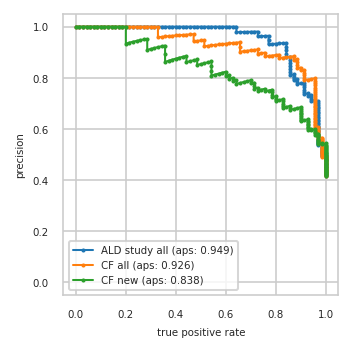 precision
1.0
0.8
0.6
0.4
0.2
0.0
ALD study all (aps: 0.949)
CF all (aps: 0.926)
CF new (aps: 0.838)
0.0 0.2 0.4 0.6 0.8 1.0
true positive rate